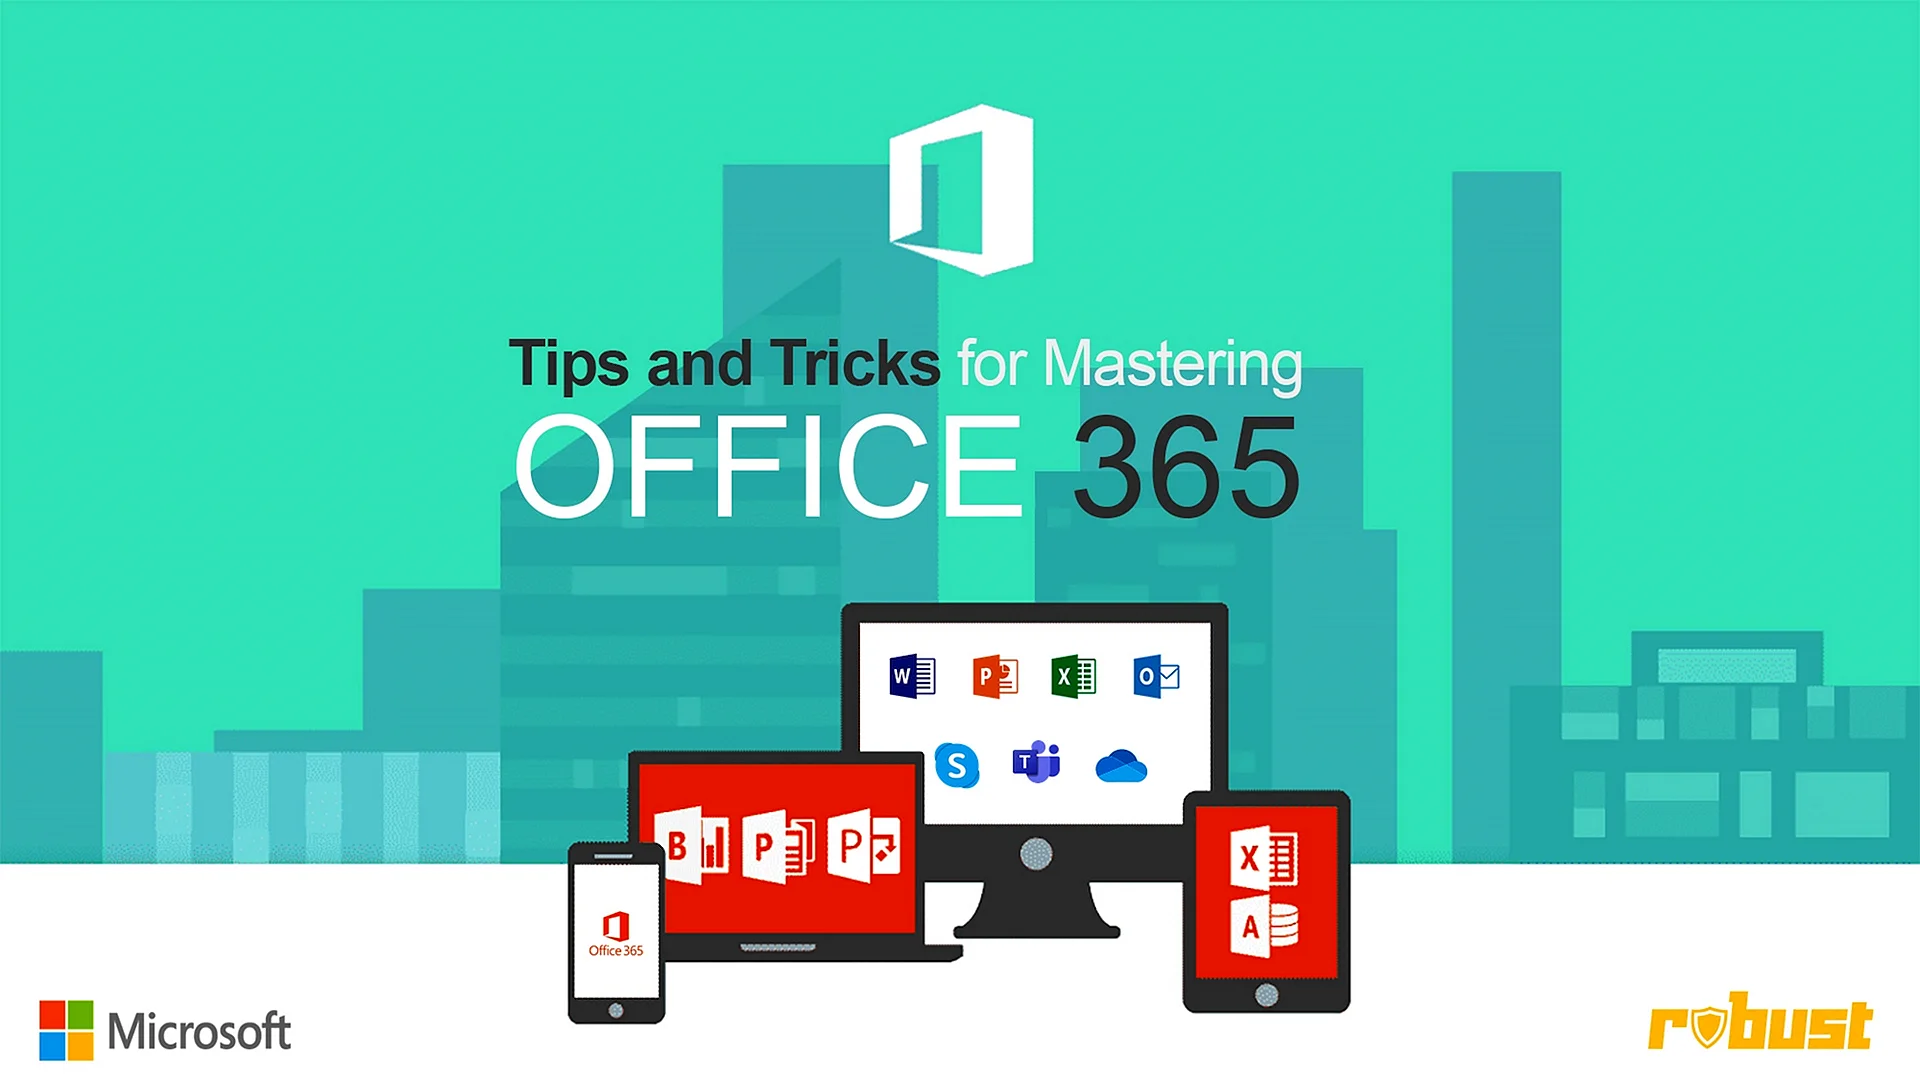 Tips and Tricks for Mastering
OFFICE 365
W P X O
S T
B P P
X
A
Office 365
Microsoft
robust